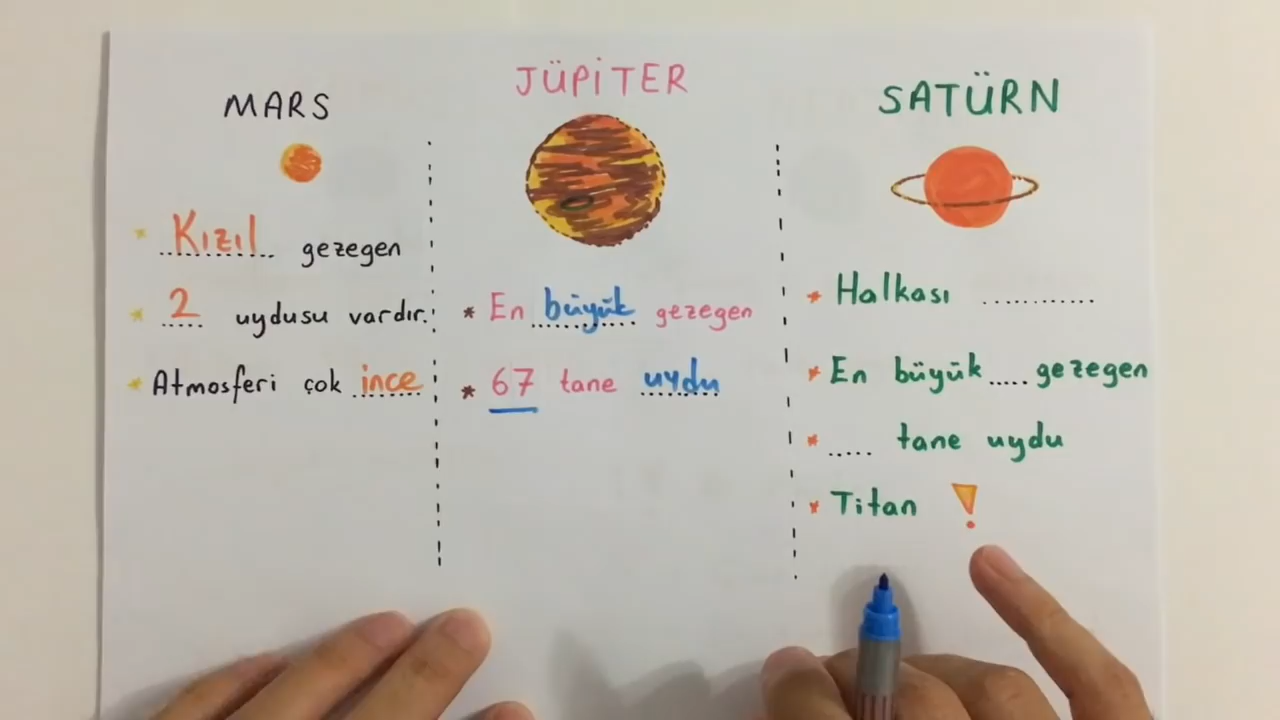 MARS
* Kızıl gezegen
* 2 uydusu vardır.
* Atmosferi çok ince
JÜPİTER
* En büyük gezegen
* 67 tane uydu
SATÜRN
* Halkası ............
* En büyük ..... gezegen
* ..... tane uydu
* Titan !